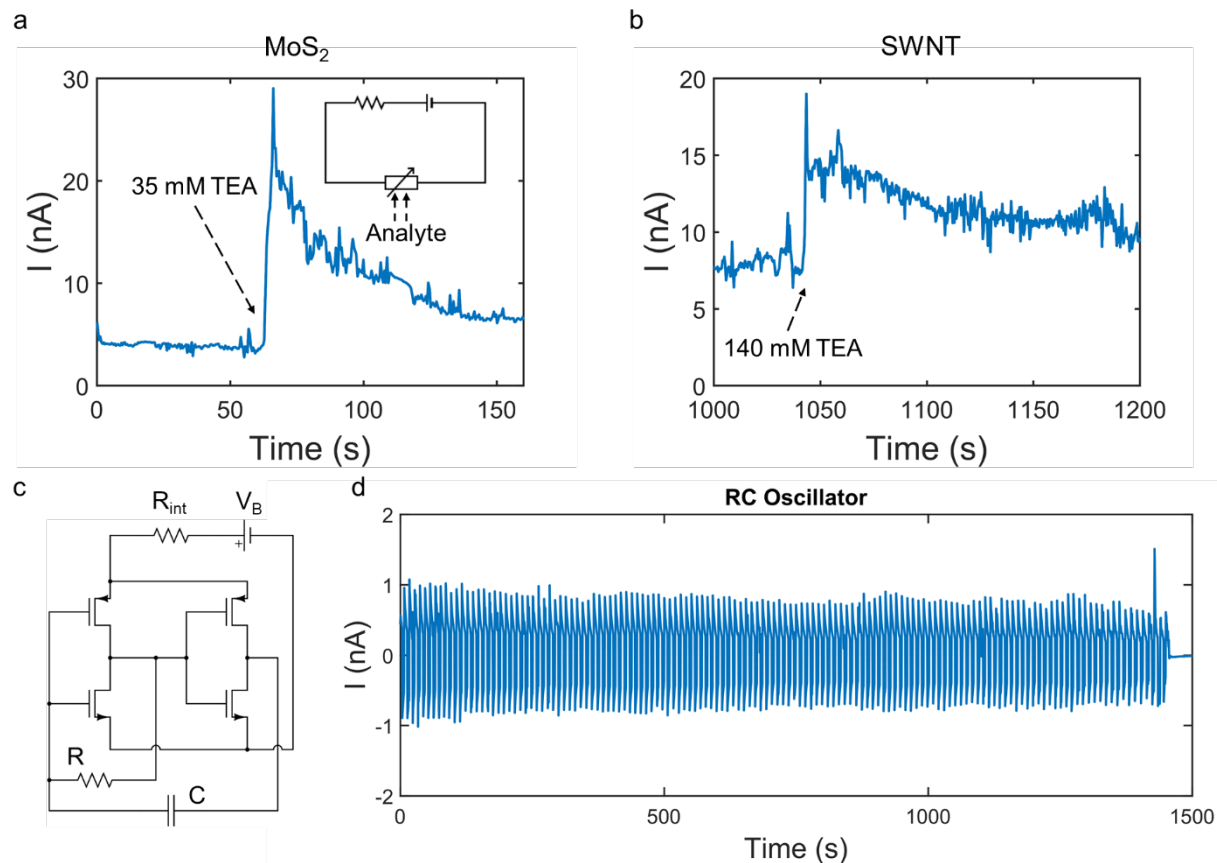 a
MoS₂
30
20
10
0
I (nA)
35 mM TEA
Analyte
0 50 100 150
Time (s)
b
SWNT
20
15
10
5
0
I (nA)
140 mM TEA
1000 1050 1100 1150 1200
Time (s)
c
R_int V_B
+
R
C
d
RC Oscillator
2
1
0
-1
-2
I (nA)
0 500 1000 1500
Time (s)